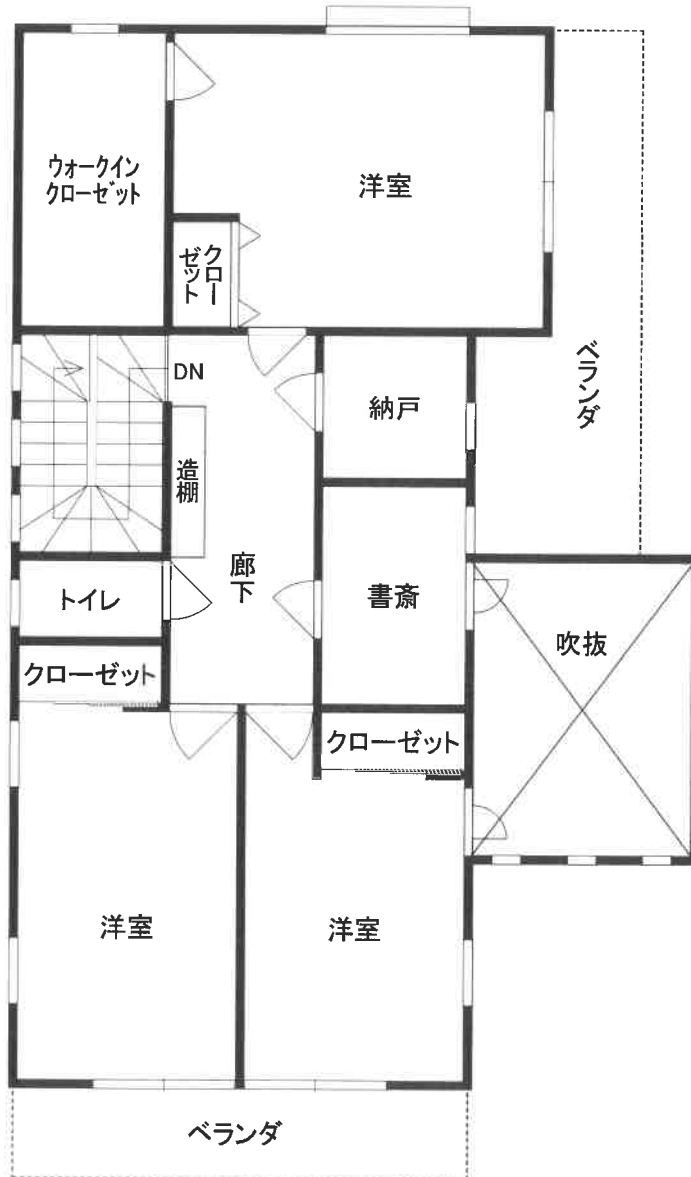 ウォークイン
クローゼット
洋室
クロー
ゼット
DN
納戸
ベランダ
造棚
廊下
書斎
トイレ
吹抜
クローゼット
クローゼット
洋室
洋室
ベランダ